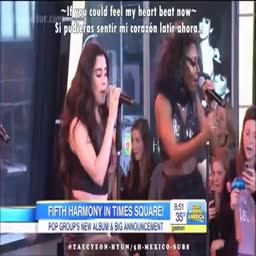 ~If you could feel my heart beat now~
Si pudieras sentir mi corazón latir ahora...
FIFTH HARMONY IN TIMES SQUARE!
POP GROUP'S NEW ALBUM & BIG ANNOUNCEMENT
8:51
35°
AMERICA
#TAECYEON-HYUN/5H-MEXICO-SUBS